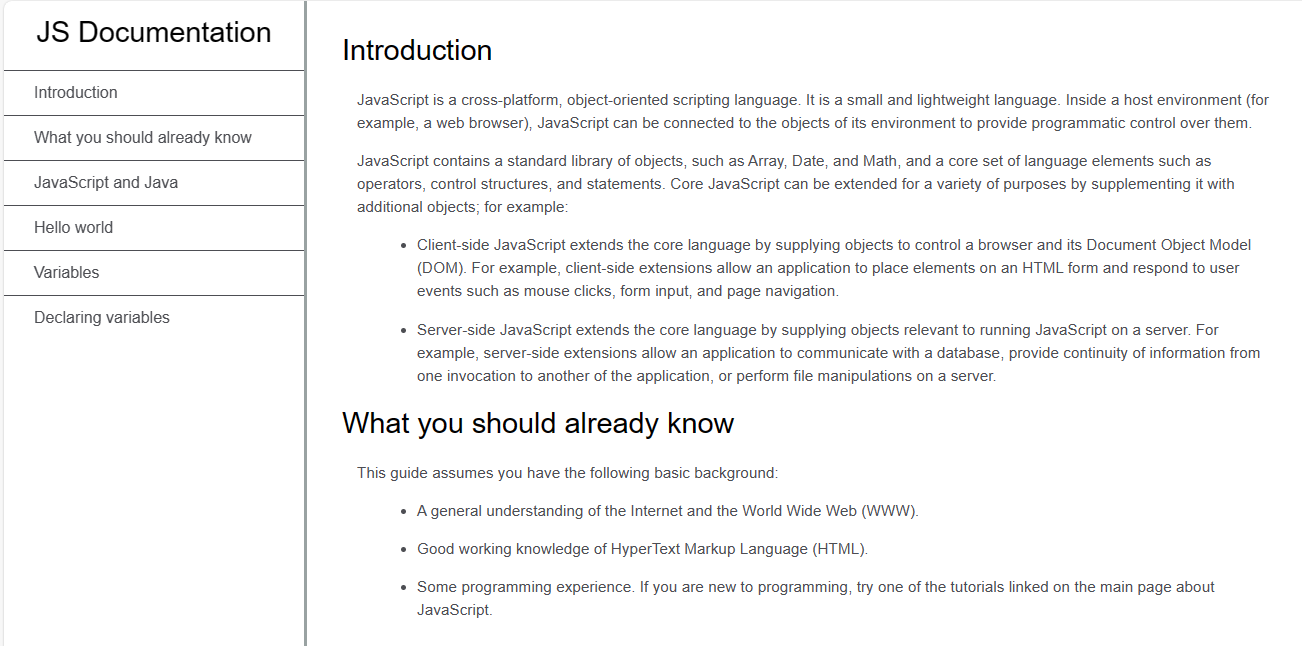 JS Documentation
Introduction
What you should already know
JavaScript and Java
Hello world
Variables
Declaring variables
Introduction
JavaScript is a cross-platform, object-oriented scripting language. It is a small and lightweight language. Inside a host environment (for
example, a web browser), JavaScript can be connected to the objects of its environment to provide programmatic control over them.
JavaScript contains a standard library of objects, such as Array, Date, and Math, and a core set of language elements such as
operators, control structures, and statements. Core JavaScript can be extended for a variety of purposes by supplementing it with
additional objects; for example:
• Client-side JavaScript extends the core language by supplying objects to control a browser and its Document Object Model
(DOM). For example, client-side extensions allow an application to place elements on an HTML form and respond to user
events such as mouse clicks, form input, and page navigation.
• Server-side JavaScript extends the core language by supplying objects relevant to running JavaScript on a server. For
example, server-side extensions allow an application to communicate with a database, provide continuity of information from
one invocation to another of the application, or perform file manipulations on a server.
What you should already know
This guide assumes you have the following basic background:
• A general understanding of the Internet and the World Wide Web (WWW).
• Good working knowledge of HyperText Markup Language (HTML).
• Some programming experience. If you are new to programming, try one of the tutorials linked on the main page about
JavaScript.